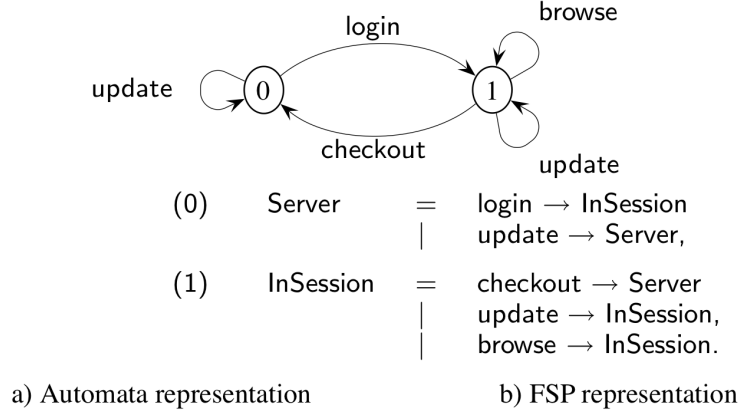 browse
login
update
0
1
checkout
update
(0) Server = login → InSession
| update → Server,
(1) InSession = checkout → Server
| update → InSession,
| browse → InSession.
a) Automata representation b) FSP representation